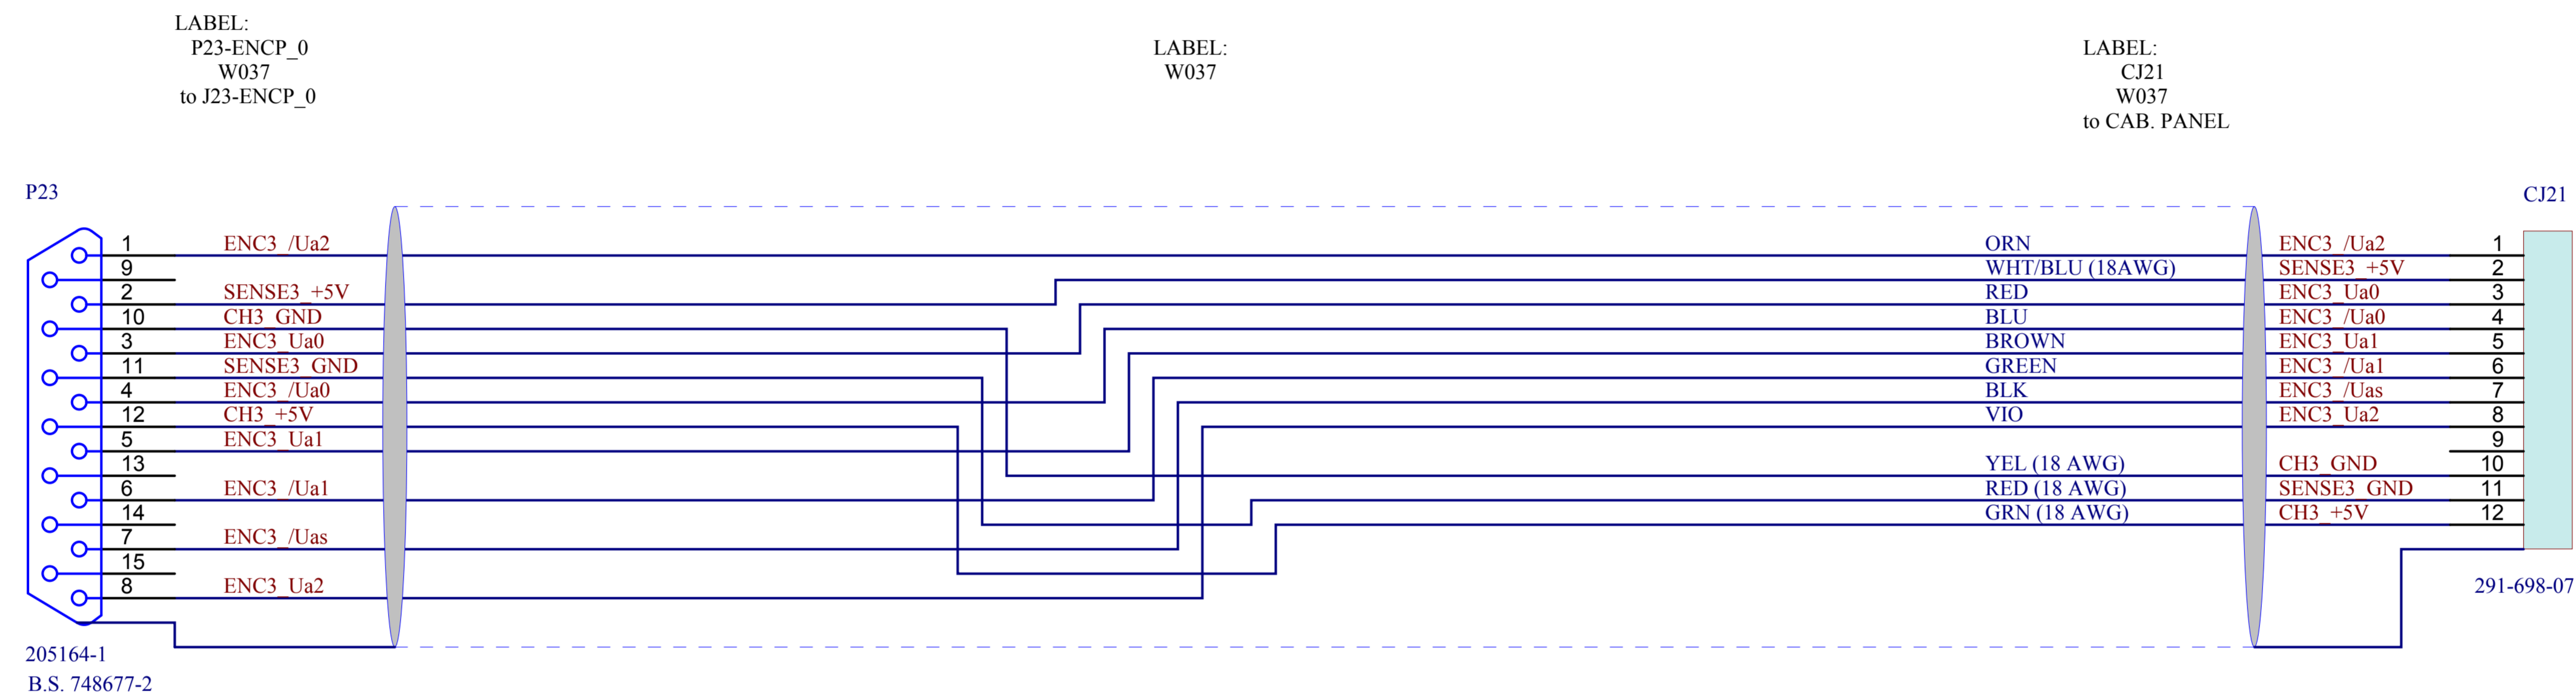 LABEL:
P23-ENCP_0
W037
to J23-ENCP_0
LABEL:
W037
LABEL:
CJ21
W037
to CAB. PANEL
P23
CJ21
1 ENC3_/Ua2 ORN ENC3_/Ua2 1
9 WHT/BLU (18AWG) SENSE3_+5V 2
2 SENSE3_+5V RED ENC3_Ua0 3
10 CH3_GND BLU ENC3_/Ua0 4
3 ENC3_Ua0 BROWN ENC3_Ua1 5
11 SENSE3_GND GREEN ENC3_/Ua1 6
4 ENC3_/Ua0 BLK ENC3_/Uas 7
12 CH3_+5V VIO ENC3_Ua2 8
5 ENC3_Ua1 9
13 YEL (18 AWG) CH3_GND 10
6 ENC3_/Ua1 RED (18 AWG) SENSE3_GND 11
14 GRN (18 AWG) CH3_+5V 12
7 ENC3_/Uas
15
8 ENC3_Ua2
291-698-07
205164-1
B.S. 748677-2